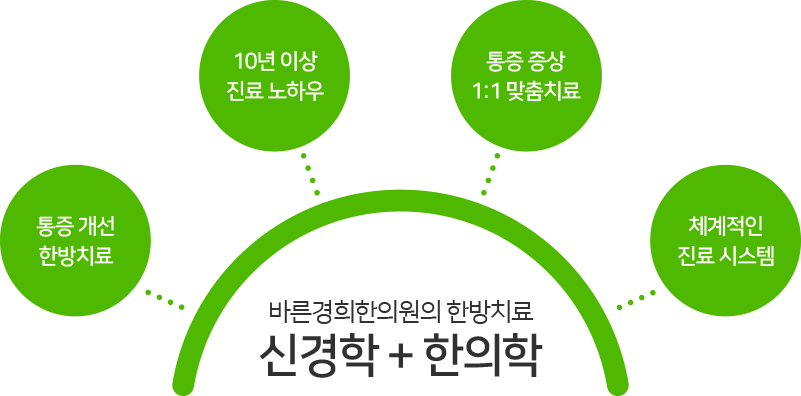 10년 이상
진료 노하우
통증 증상
1:1 맞춤치료
통증 개선
한방치료
체계적인
진료 시스템
바른경희한의원의 한방치료
신경학 + 한의학